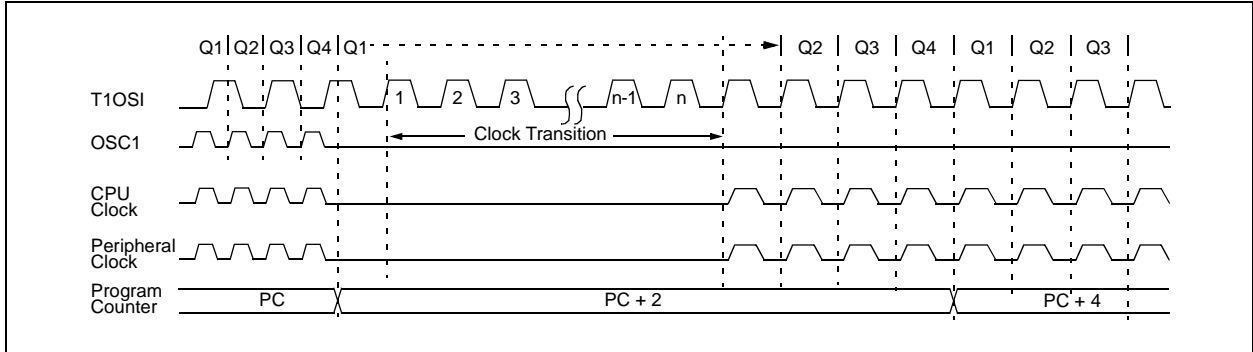 Q1 Q2 Q3 Q4 Q1 Q2 Q3 Q4 Q1 Q2 Q3
T1OSI 1 2 3 n-1 n
Clock Transition
OSC1
CPU
Clock
Peripheral
Clock
Program
Counter
PC PC + 2 PC + 4